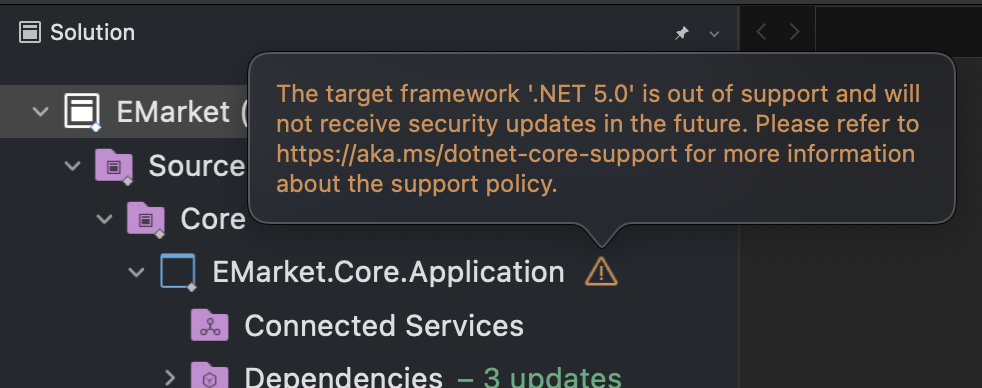 Solution
EMarket (
The target framework '.NET 5.0' is out of support and will
not receive security updates in the future. Please refer to
https://aka.ms/dotnet-core-support for more information
about the support policy.
Source
Core
EMarket.Core.Application
Connected Services
Dependencies – 3 updates